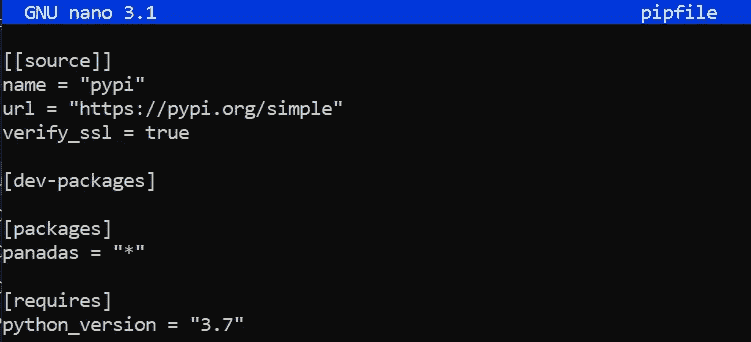 GNU nano 3.1 pipfile
[[source]]
name = "pypi"
url = "https://pypi.org/simple"
verify_ssl = true
[dev-packages]
[packages]
panadas = "*"
[requires]
python_version = "3.7"